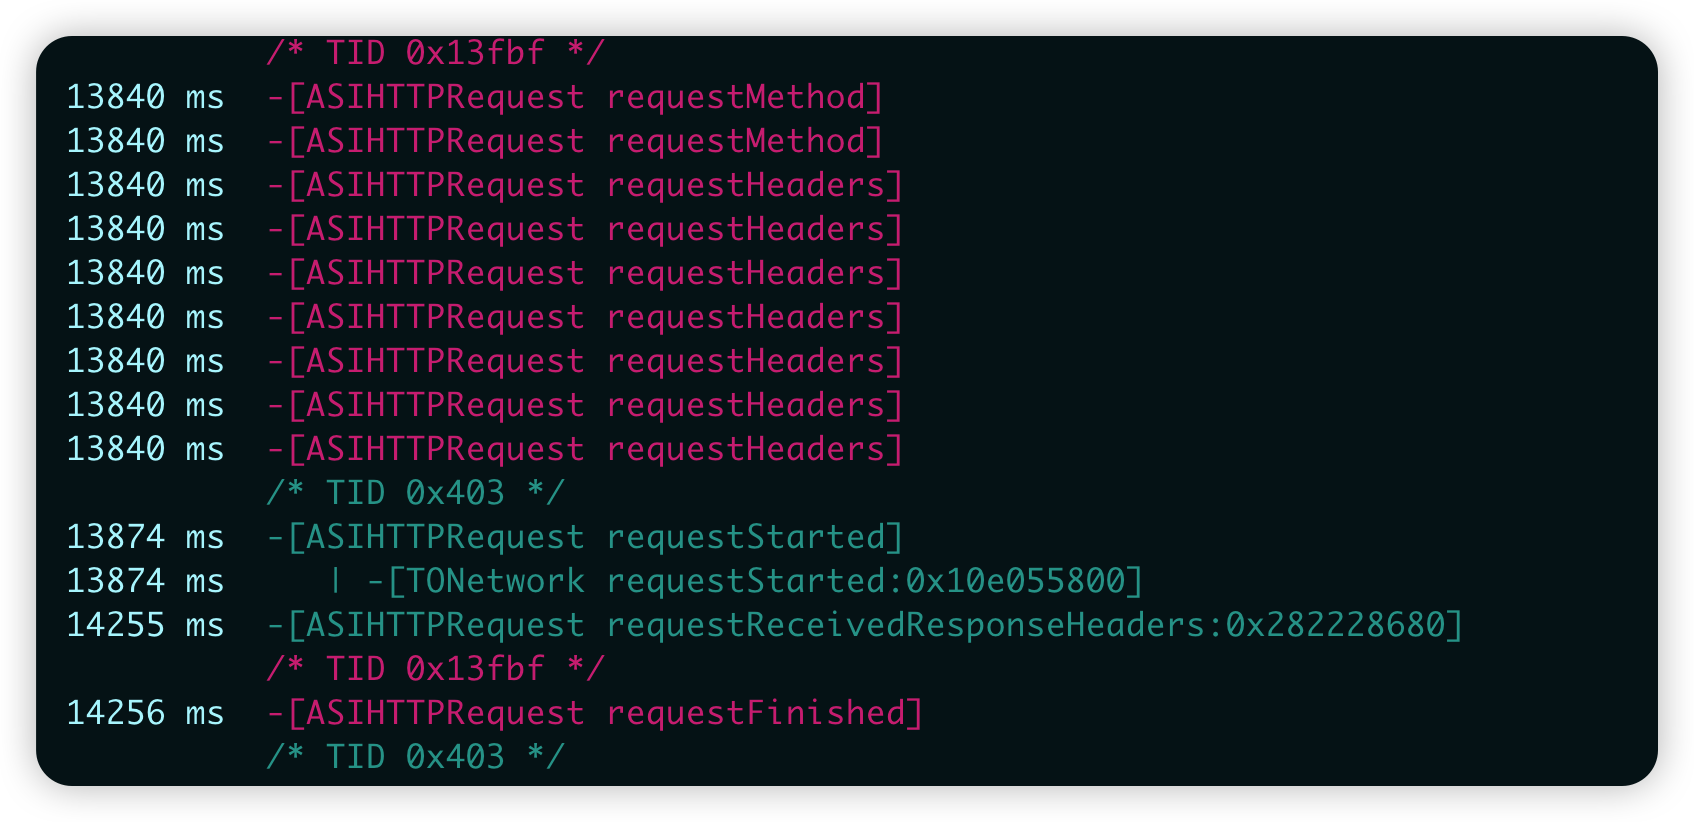 /* TID 0x13fbf */
13840 ms  -[ASIHTTPRequest requestMethod]
13840 ms  -[ASIHTTPRequest requestMethod]
13840 ms  -[ASIHTTPRequest requestHeaders]
13840 ms  -[ASIHTTPRequest requestHeaders]
13840 ms  -[ASIHTTPRequest requestHeaders]
13840 ms  -[ASIHTTPRequest requestHeaders]
13840 ms  -[ASIHTTPRequest requestHeaders]
13840 ms  -[ASIHTTPRequest requestHeaders]
13840 ms  -[ASIHTTPRequest requestHeaders]
/* TID 0x403 */
13874 ms  -[ASIHTTPRequest requestStarted]
13874 ms     | -[TONetwork requestStarted:0x10e055800]
14255 ms  -[ASIHTTPRequest requestReceivedResponseHeaders:0x282228680]
/* TID 0x13fbf */
14256 ms  -[ASIHTTPRequest requestFinished]
/* TID 0x403 */